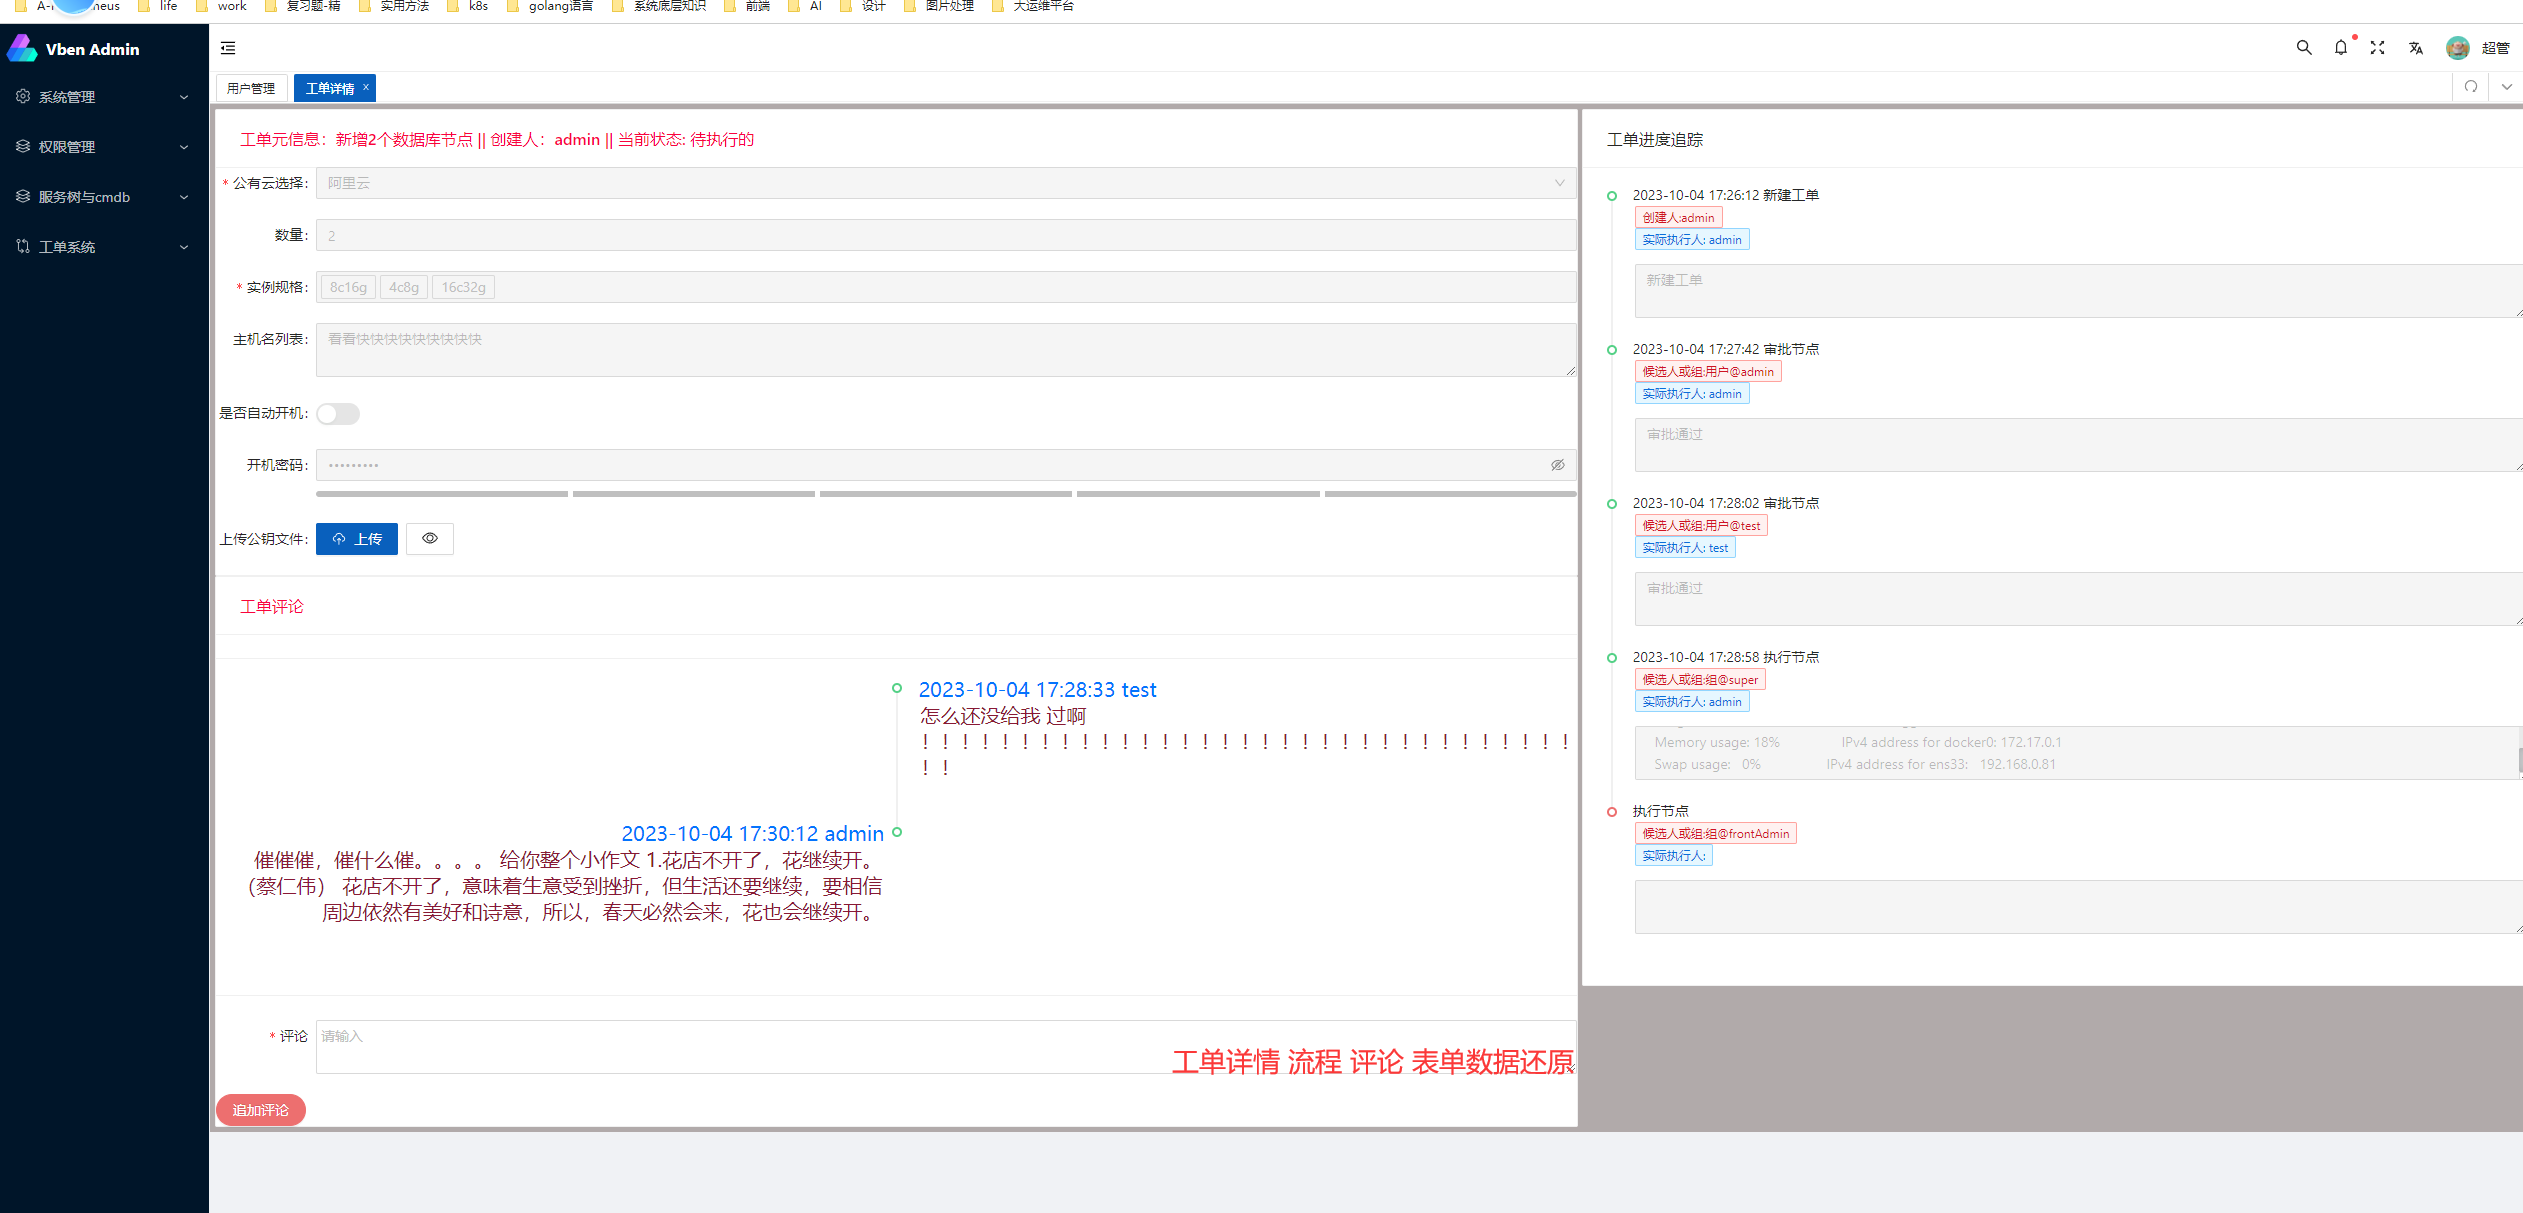 life
work
复习题-精
实用方法
k8s
golang语言
系统底层知识
前端
AI
设计
图片处理
大运维平台
Vben Admin
超管
系统管理
权限管理
服务树与cmdb
工单系统
用户管理
工单详情
工单元信息：新增2个数据库节点 || 创建人：admin || 当前状态: 待执行的
* 公有云选择:
阿里云
数量:
2
* 实例规格:
8c16g 4c8g 16c32g
主机名列表:
看看快快快快快快快快快
是否自动开机:
开机密码:
上传公钥文件:
上传
工单评论
2023-10-04 17:28:33 test
怎么还没给我 过啊
！！！！！！！！！！！！！！！！！！！！！！！！！！！！！！！！！
！！
2023-10-04 17:30:12 admin
催催催，催什么催。。。。 给你整个小作文 1.花店不开了，花继续开。
（蔡仁伟） 花店不开了，意味着生意受到挫折，但生活还要继续，要相信
周边依然有美好和诗意，所以，春天必然会来，花也会继续开。
* 评论
请输入
工单详情 流程 评论 表单数据还原
追加评论
工单进度追踪
2023-10-04 17:26:12 新建工单
创建人:admin
实际执行人: admin
新建工单
2023-10-04 17:27:42 审批节点
候选人或组:用户@admin
实际执行人: admin
审批通过
2023-10-04 17:28:02 审批节点
候选人或组:用户@test
实际执行人: test
审批通过
2023-10-04 17:28:58 执行节点
候选人或组:组@super
实际执行人: admin
Memory usage: 18% IPv4 address for docker0: 172.17.0.1
Swap usage: 0% IPv4 address for ens33: 192.168.0.81
执行节点
候选人或组:组@frontAdmin
实际执行人: